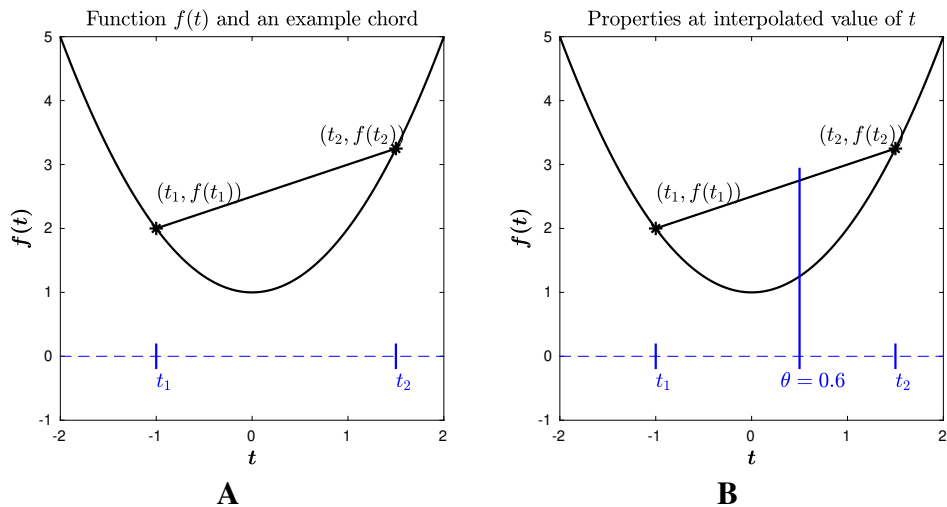 Function f(t) and an example chord
5
4
3
2
1
0
-1
f(t)
(t₂, f(t₂))
(t₁, f(t₁))
t₁
t₂
-2 -1 0 1 2
t
A
Properties at interpolated value of t
5
4
3
2
1
0
-1
f(t)
(t₂, f(t₂))
(t₁, f(t₁))
t₁
θ = 0.6
t₂
-2 -1 0 1 2
t
B